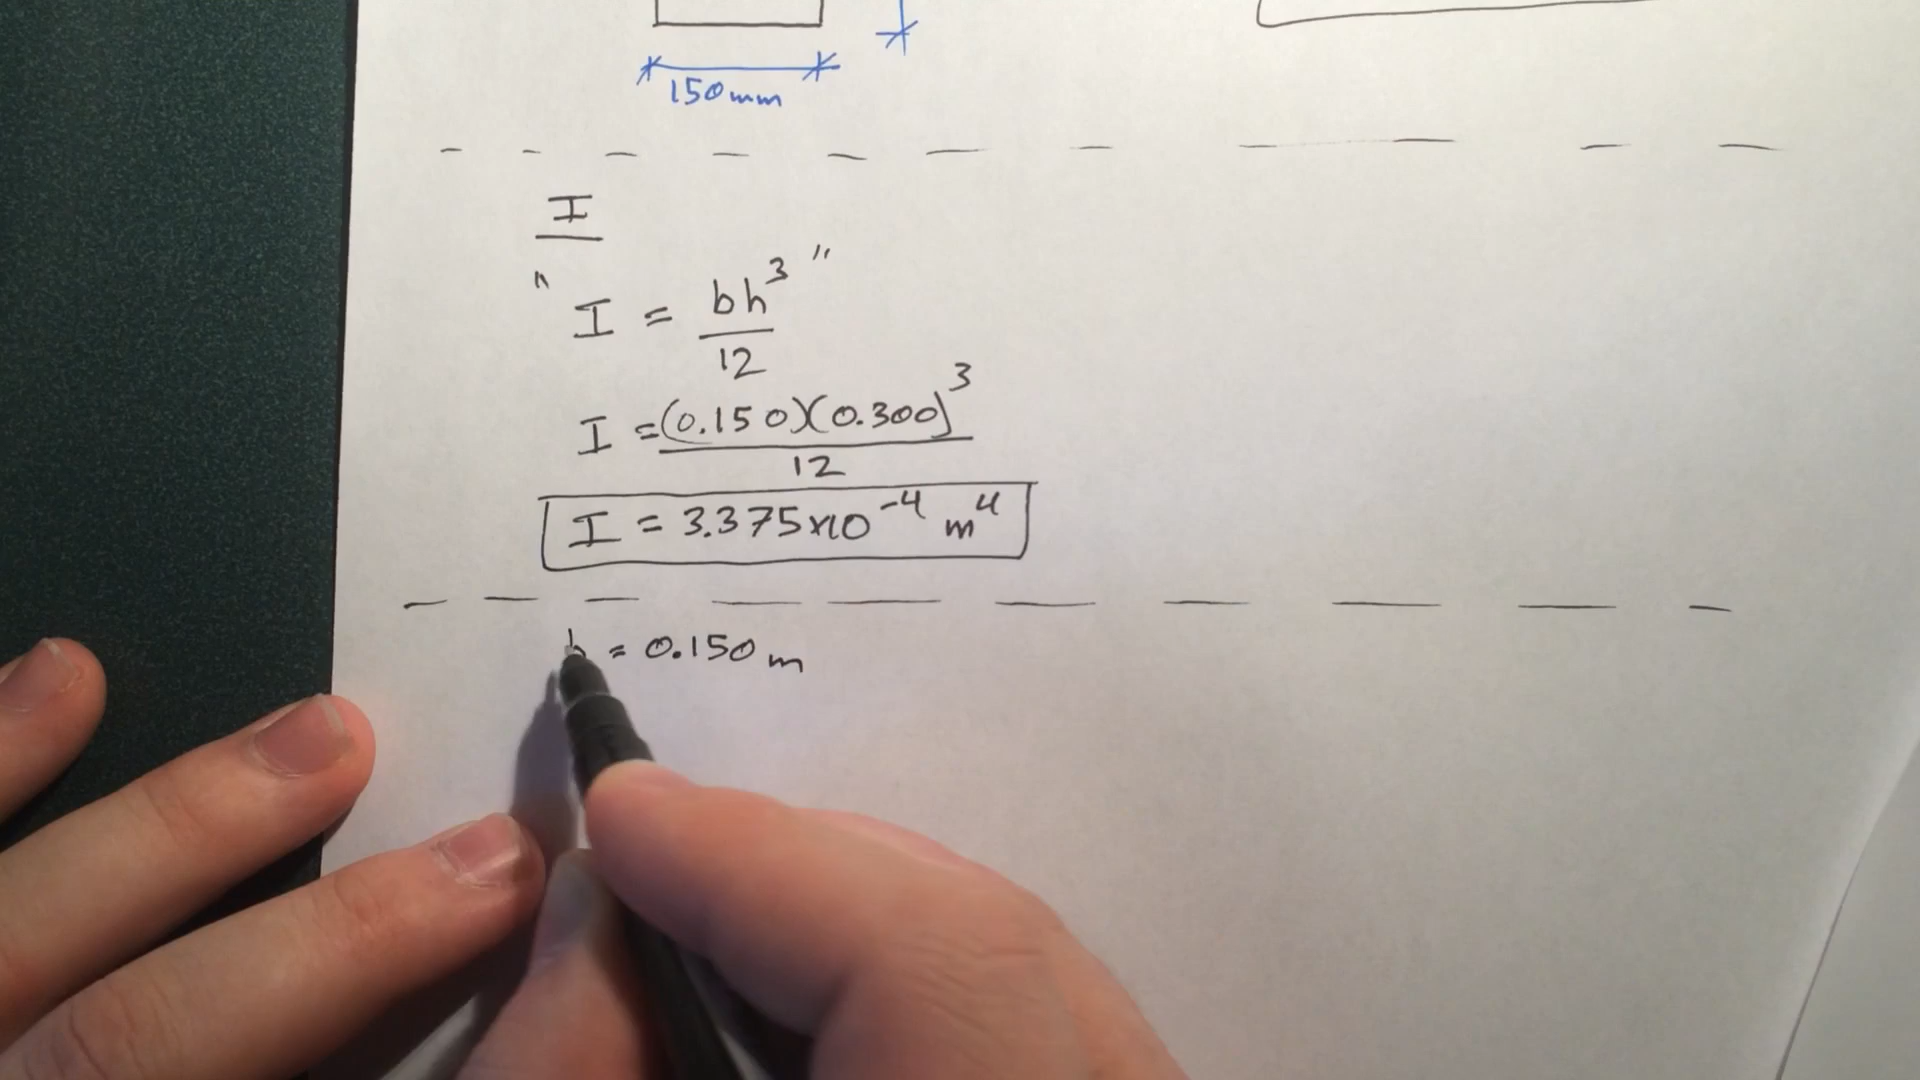 150mm
I
" I = bh³ "
12
I = (0.150)(0.300)³
12
I = 3.375x10⁻⁴ m⁴
= 0.150 m